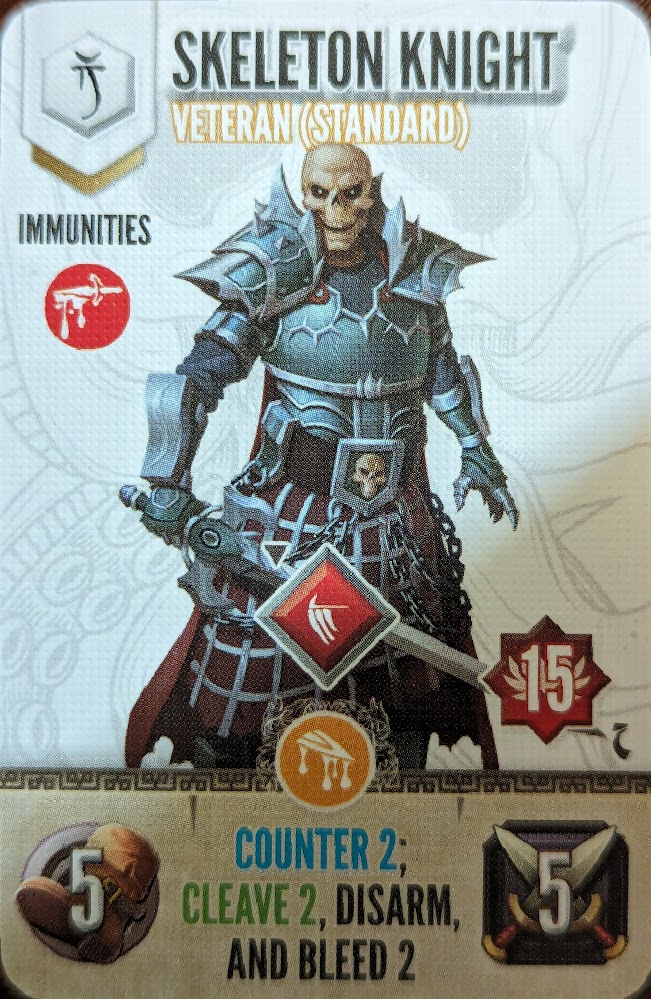 SKELETON KNIGHT
VETERAN (STANDARD)
IMMUNITIES
15
5
COUNTER 2;
CLEAVE 2, DISARM,
AND BLEED 2
5